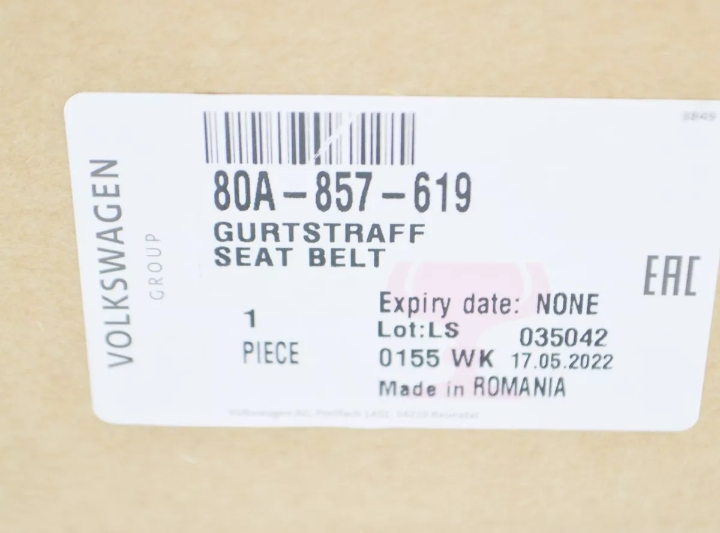 VOLKSWAGEN
GROUP
80A-857-619
GURTSTRAFF
SEAT BELT
EAC
1
PIECE
Expiry date: NONE
Lot:LS 035042
0155 WK 17.05.2022
Made in ROMANIA